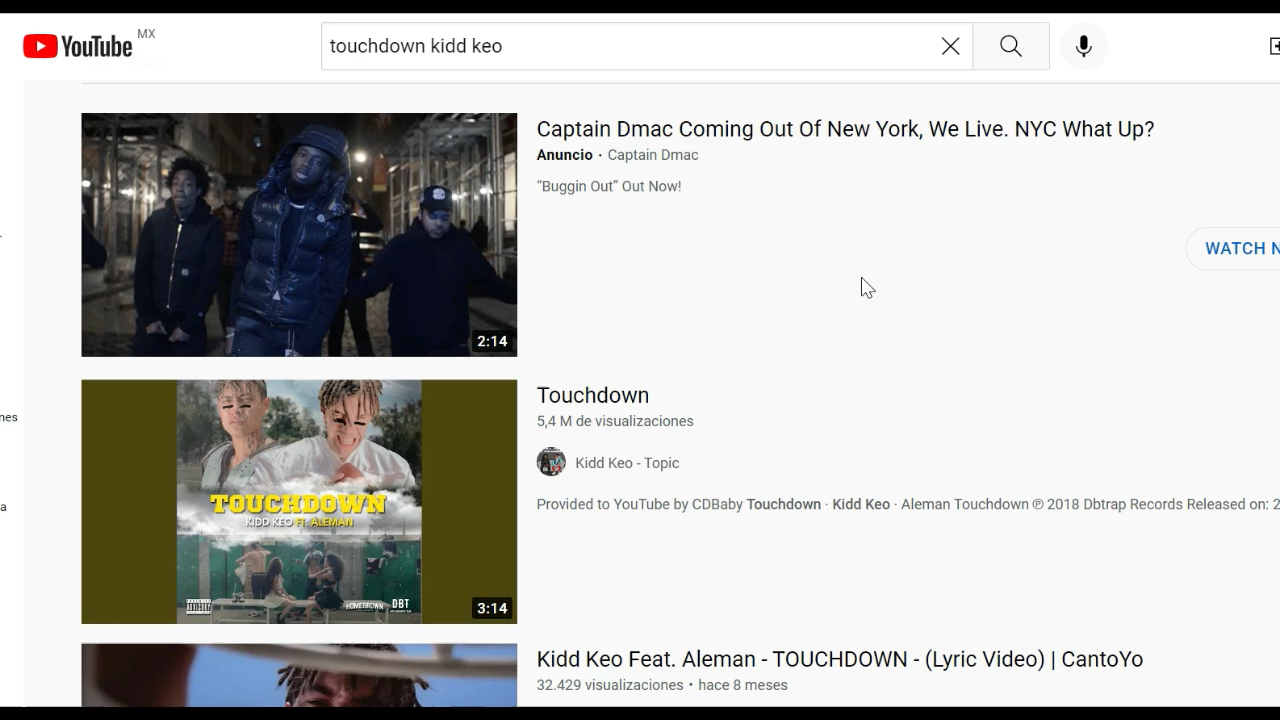 YouTube MX
touchdown kidd keo
Captain Dmac Coming Out Of New York, We Live. NYC What Up?
Anuncio · Captain Dmac
“Buggin Out” Out Now!
WATCH N
2:14
Touchdown
5,4 M de visualizaciones
nes
Kidd Keo - Topic
TOUCHDOWN
KIDD KEO FT. ALEMAN
Provided to YouTube by CDBaby Touchdown · Kidd Keo · Aleman Touchdown ℗ 2018 Dbtrap Records Released on: 2
a
HOMEGROWN
DBT
3:14
Kidd Keo Feat. Aleman - TOUCHDOWN - (Lyric Video) | CantoYo
32.429 visualizaciones • hace 8 meses